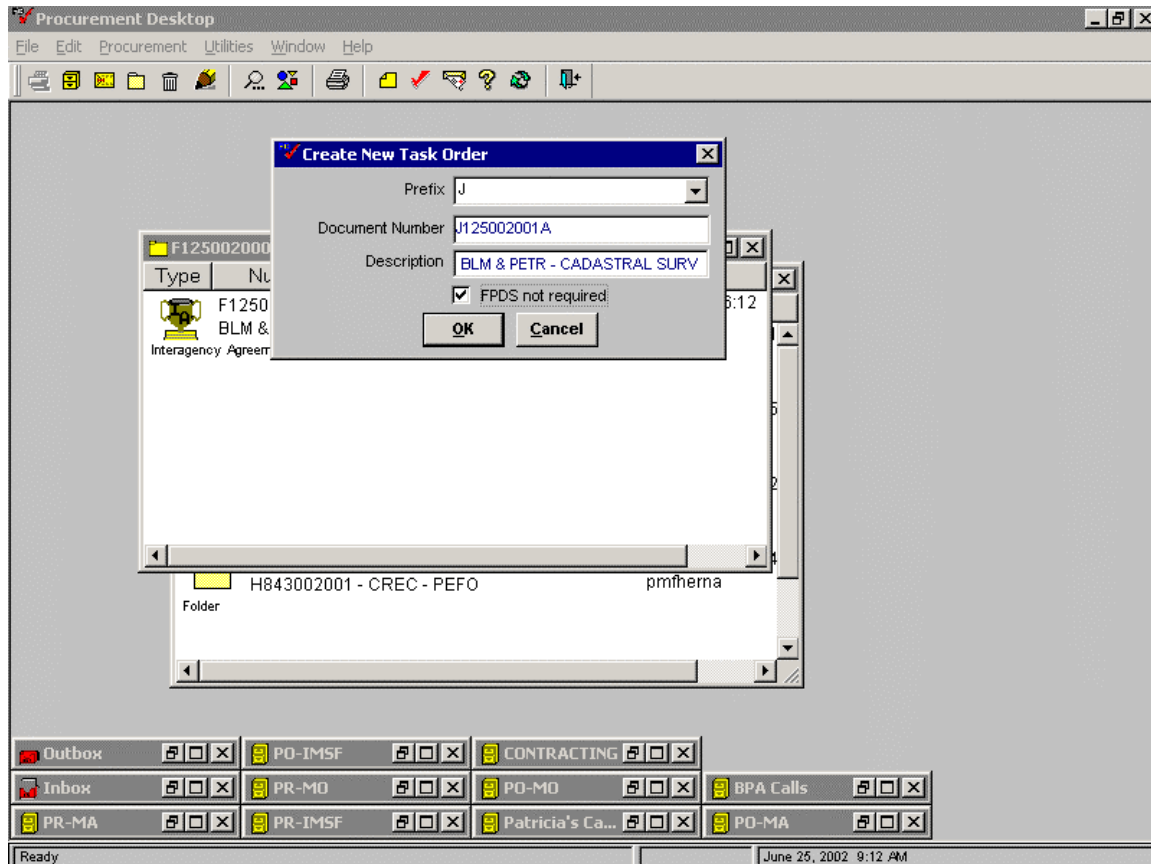 Procurement Desktop
File Edit Procurement Utilities Window Help
Create New Task Order
Prefix J
Document Number J125002001A
Description BLM & PETR - CADASTRAL SURV
FPDS not required
OK Cancel
F125002000
Type Nu
F1250 6:12
BLM &
Interagency Agreem
5
2
4
H843002001 - CREC - PEFO pmfherna
Folder
Outbox PO-IMSF CONTRACTING
Inbox PR-MO PO-MO BPA Calls
PR-MA PR-IMSF Patricia's Ca... PO-MA
Ready June 25, 2002 9:12 AM